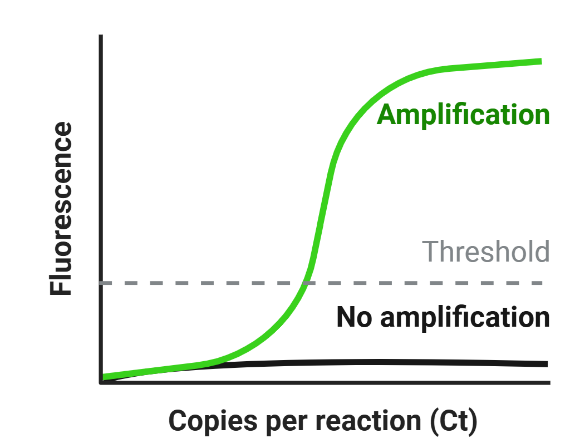 Fluorescence
Amplification
Threshold
No amplification
Copies per reaction (Ct)